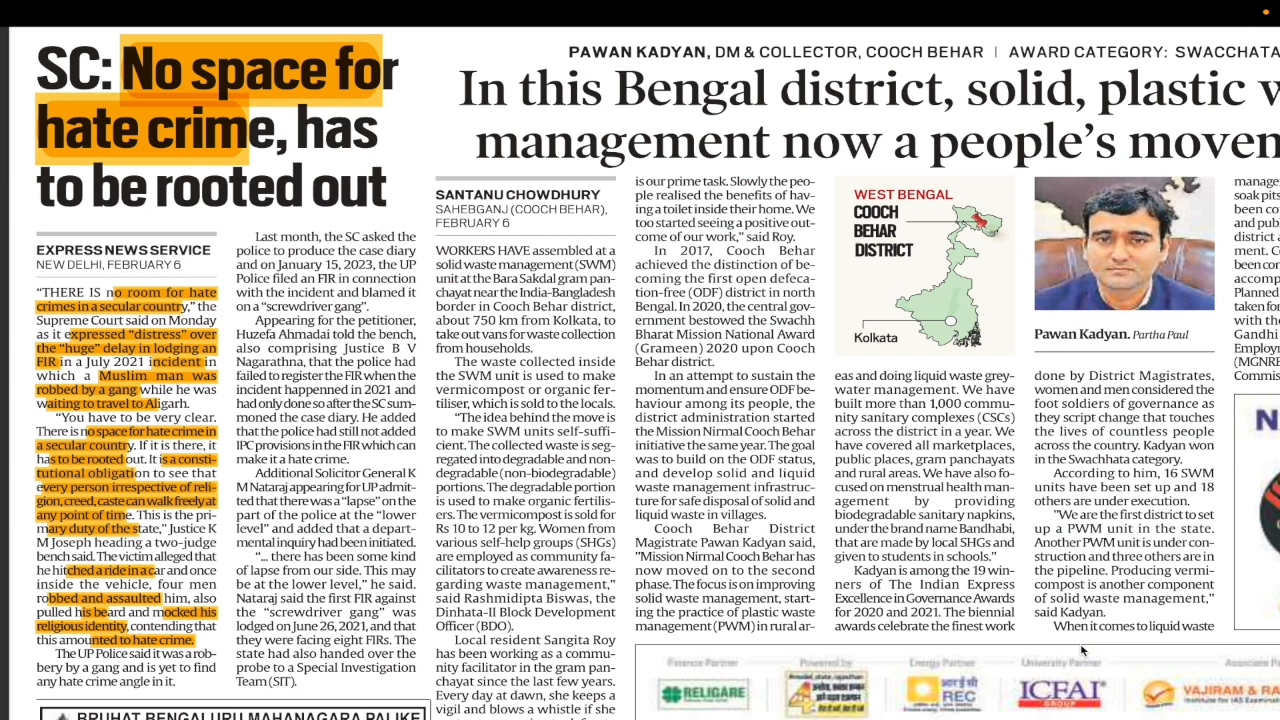 SC: No space for
hate crime, has
to be rooted out
EXPRESS NEWS SERVICE
NEW DELHI, FEBRUARY 6
“THERE IS no room for hate
crimes in a secular country,” the
Supreme Court said on Monday
as it expressed “distress” over
the “huge” delay in lodging an
FIR in a July 2021 incident in
which a Muslim man was
robbed by a gang while he was
waiting to travel to Aligarh.
“You have to be very clear.
There is no space for hate crime in
a secular country. If it is there, it
has to be rooted out. It is a consti-
tutional obligation to see that
every person irrespective of reli-
gion, creed, caste can walk freely at
any point of time. This is the pri-
mary duty of the state,” Justice K
M Joseph heading a two-judge
bench said. The victim alleged that
he hitched a ride in a car and once
inside the vehicle, four men
robbed and assaulted him, also
pulled his beard and mocked his
religious identity, contending that
this amounted to hate crime.
The UP Police said it was a rob-
bery by a gang and is yet to find
any hate crime angle in it.
Last month, the SC asked the
police to produce the case diary
and on January 15, 2023, the UP
Police filed an FIR in connection
with the incident and blamed it
on a “screwdriver gang”.
Appearing for the petitioner,
Huzefa Ahmadai told the bench,
also comprising Justice B V
Nagarathna, that the police had
failed to register the FIR when the
incident happenned in 2021 and
had only done so after the SC sum-
moned the case diary. He added
that the police had still not added
IPC provisions in the FIR which can
make it a hate crime.
Additional Solicitor General K
M Nataraj appearing for UP admit-
ted that there was a “lapse” on the
part of the police at the “lower
level” and added that a depart-
mental inquiry had been initiated.
“... there has been some kind
of lapse from our side. This may
be at the lower level,” he said.
Nataraj said the first FIR against
the “screwdriver gang” was
lodged on June 26, 2021, and that
they were facing eight FIRs. The
state had also handed over the
probe to a Special Investigation
Team (SIT).
BRUHAT BENGALURU MAHANAGARA PALIKE
PAWAN KADYAN, DM & COLLECTOR, COOCH BEHAR | AWARD CATEGORY: SWACCHATA
In this Bengal district, solid, plastic w
management now a people’s movem
SANTANU CHOWDHURY
SAHEBGANJ (COOCH BEHAR),
FEBRUARY 6
WORKERS HAVE assembled at a
solid waste management (SWM)
unit at the Bara Sakdal gram pan-
chayat near the India-Bangladesh
border in Cooch Behar district,
about 750 km from Kolkata, to
take out vans for waste collection
from households.
The waste collected inside
the SWM unit is used to make
vermicompost or organic fer-
tiliser, which is sold to the locals.
“The idea behind the move is
to make SWM units self-suffi-
cient. The collected waste is seg-
regated into degradable and non-
degradable (non-biodegradable)
portions. The degradable portion
is used to make organic fertilis-
ers. The vermicompost is sold for
Rs 10 to 12 per kg. Women from
various self-help groups (SHGs)
are employed as community fa-
cilitators to create awareness re-
garding waste management,”
said Rashmidipta Biswas, the
Dinhata-II Block Development
Officer (BDO).
Local resident Sangita Roy
has been working as a commu-
nity facilitator in the gram pan-
chayat since the last few years.
Every day at dawn, she keeps a
vigil and blows a whistle if she
is our prime task. Slowly the peo-
ple realised the benefits of hav-
ing a toilet inside their home. We
too started seeing a positive out-
come of our work,” said Roy.
In 2017, Cooch Behar
achieved the distinction of be-
coming the first open defeca-
tion-free (ODF) district in north
Bengal. In 2020, the central gov-
ernment bestowed the Swachh
Bharat Mission National Award
(Grameen) 2020 upon Cooch
Behar district.
In an attempt to sustain the
momentum and ensure ODF be-
haviour among its people, the
district administration started
the Mission Nirmal Cooch Behar
initiative the same year. The goal
was to build on the ODF status,
and develop solid and liquid
waste management infrastruc-
ture for safe disposal of solid and
liquid waste in villages.
Cooch Behar District
Magistrate Pawan Kadyan said,
"Mission Nirmal Cooch Behar has
now moved on to the second
phase. The focus is on improving
solid waste management, start-
ing the practice of plastic waste
management (PWM) in rural ar-
WEST BENGAL
COOCH
BEHAR
DISTRICT
Kolkata
eas and doing liquid waste grey-
water management. We have
built more than 1,000 commu-
nity sanitary complexes (CSCs)
across the district in a year. We
have covered all marketplaces,
public places, gram panchayats
and rural areas. We have also fo-
cused on menstrual health man-
agement by providing
biodegradable sanitary napkins,
under the brand name Bandhabi,
that are made by local SHGs and
given to students in schools.”
Kadyan is among the 19 win-
ners of The Indian Express
Excellence in Governance Awards
for 2020 and 2021. The biennial
awards celebrate the finest work
Pawan Kadyan. Partha Paul
done by District Magistrates,
women and men considered the
foot soldiers of governance as
they script change that touches
the lives of countless people
across the country. Kadyan won
in the Swachhata category.
According to him, 16 SWM
units have been set up and 18
others are under execution.
"We are the first district to set
up a PWM unit in the state.
Another PWM unit is under con-
struction and three others are in
the pipeline. Producing vermi-
compost is another component
of solid waste management,"
said Kadyan.
When it comes to liquid waste
manage
soak pits
been co
and pub
district a
ment. C
been con
accomp
Planned
taken fo
with the
Gandhi
Employ
(MGNRE
Commis
N
Finance Partner
RELIGARE
Powered by
Energy Partner
आर ई सी
REC
University Partner
ICFAI
GROUP
Associate Pa
VAJIRAM & RA
Institute for IAS Examina